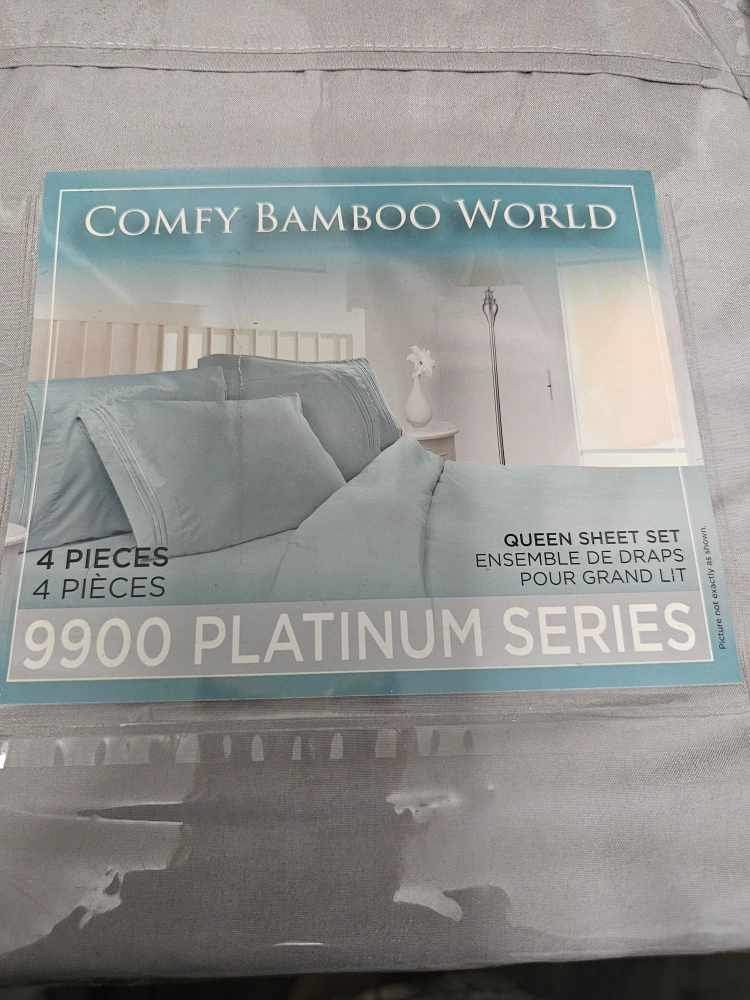 COMFY BAMBOO WORLD
4 PIECES
4 PIÈCES
QUEEN SHEET SET
ENSEMBLE DE DRAPS
POUR GRAND LIT
Picture not exactly as shown.
9900 PLATINUM SERIES